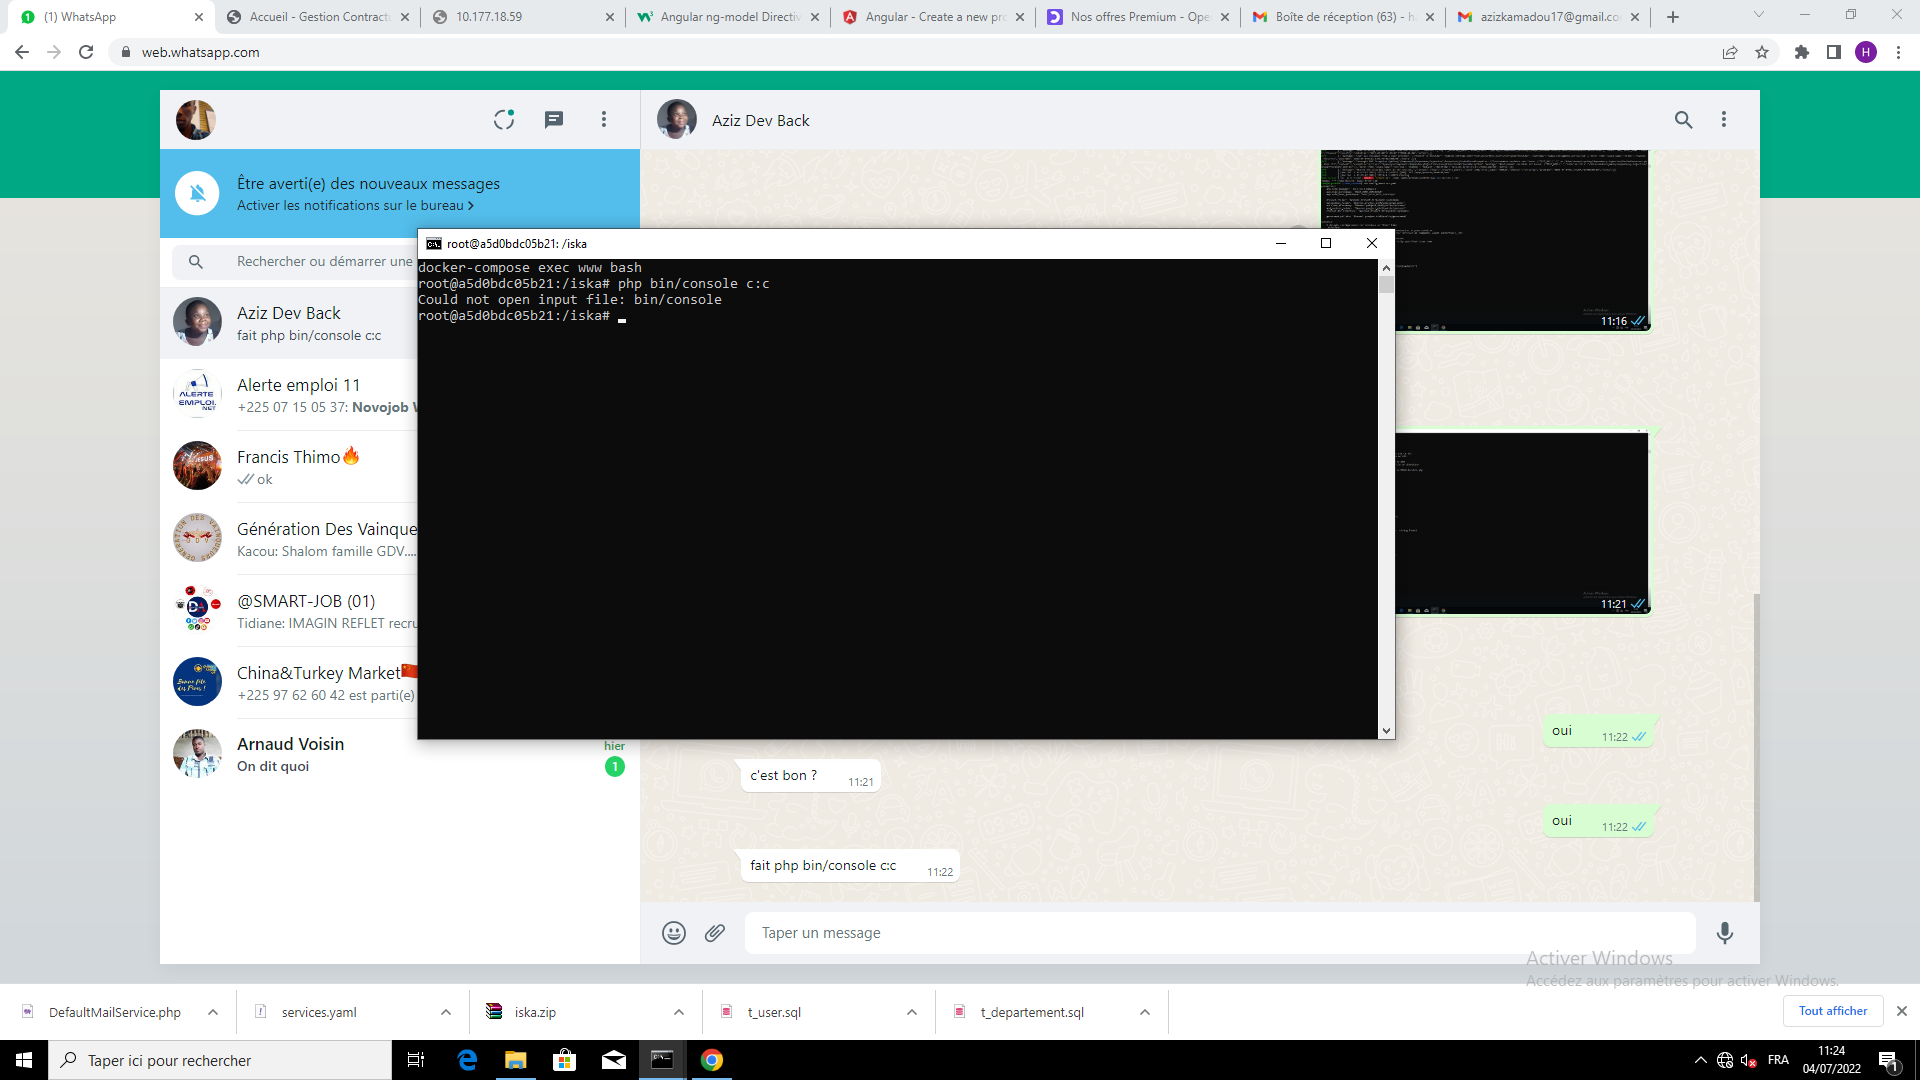 (1) WhatsApp
Accueil - Gestion Contract
10.177.18.59
Angular ng-model Directiv
Angular - Create a new pro
Nos offres Premium - Ope
Boîte de réception (63) - h
azizkamadou17@gmail.co
web.whatsapp.com
H
Aziz Dev Back
Être averti(e) des nouveaux messages
Activer les notifications sur le bureau >
Rechercher ou démarrer une
Aziz Dev Back
fait php bin/console c:c
Alerte emploi 11
+225 07 15 05 37: Novojob
Francis Thimo🔥
ok
Génération Des Vainque
Kacou: Shalom famille GDV....
@SMART-JOB (01)
Tidiane: IMAGIN REFLET recru
China&Turkey Market
+225 97 62 60 42 est parti(e)
Arnaud Voisin
hier
On dit quoi
1
root@a5d0bdc05b21: /iska
docker-compose exec www bash
root@a5d0bdc05b21:/iska# php bin/console c:c
Could not open input file: bin/console
root@a5d0bdc05b21:/iska#
11:16
11:21
oui 11:22
c'est bon ? 11:21
oui 11:22
fait php bin/console c:c 11:22
Taper un message
Activer Windows
Accédez aux paramètres pour activer Windows.
DefaultMailService.php
services.yaml
iska.zip
t_user.sql
t_departement.sql
Tout afficher
Taper ici pour rechercher
FRA
11:24
04/07/2022
1